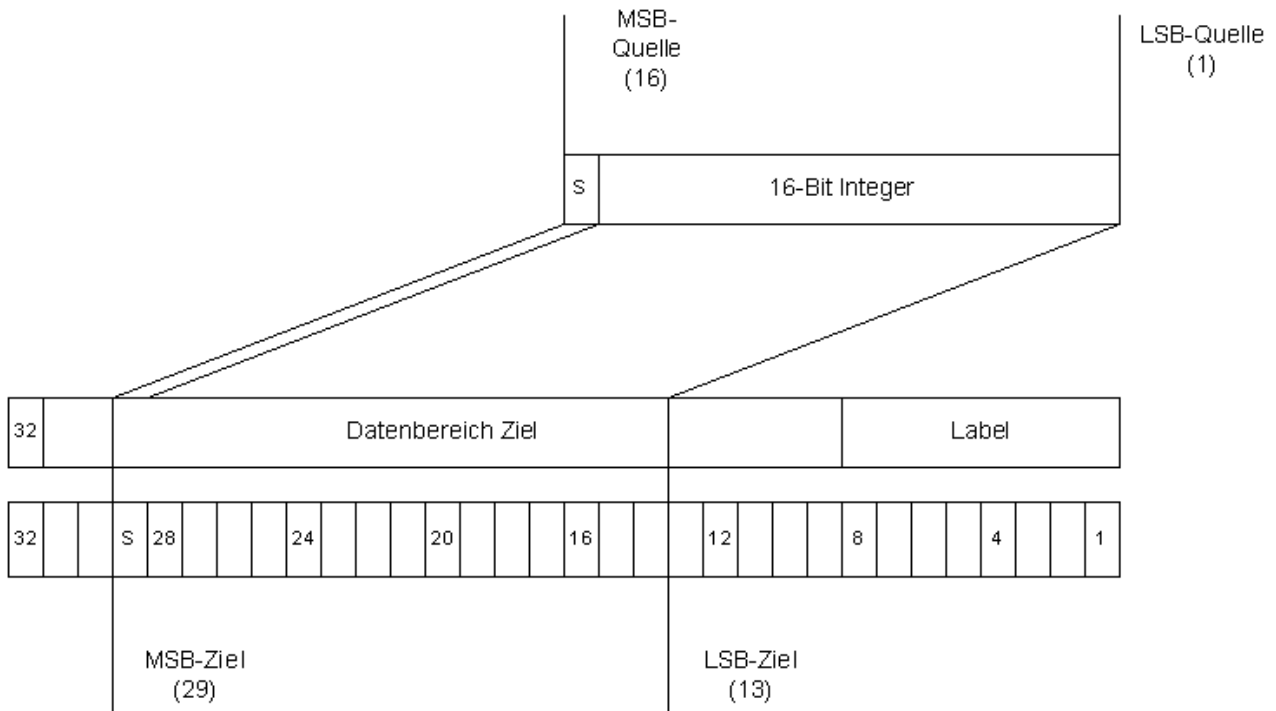 MSB-
Quelle
(16)
LSB-Quelle
(1)
S
16-Bit Integer
32
Datenbereich Ziel
Label
32
S
28
24
20
16
12
8
4
1
MSB-Ziel
(29)
LSB-Ziel
(13)